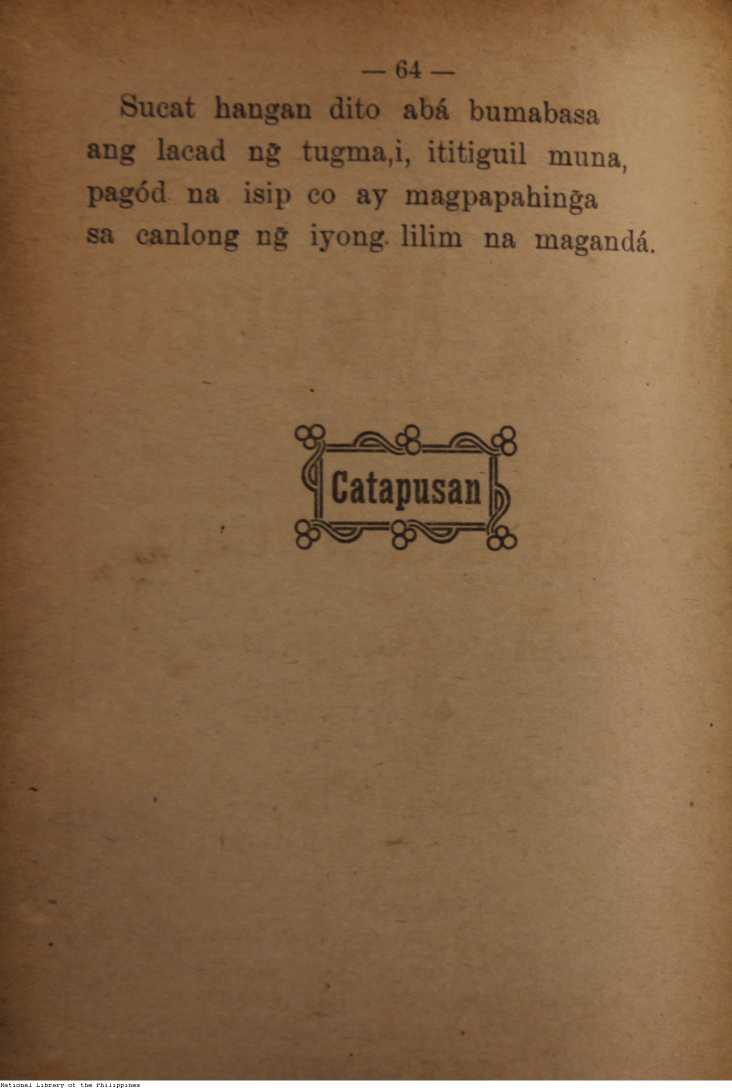 — 64 —
Sucat hangan dito abá bumabasa
ang lacad ng̃ tugma,i, ititiguil muna,
pagód na isip co ay magpapahing̃a
sa canlong ng̃ iyong lilim na magandá.
Catapusan
National Library of the Philippines